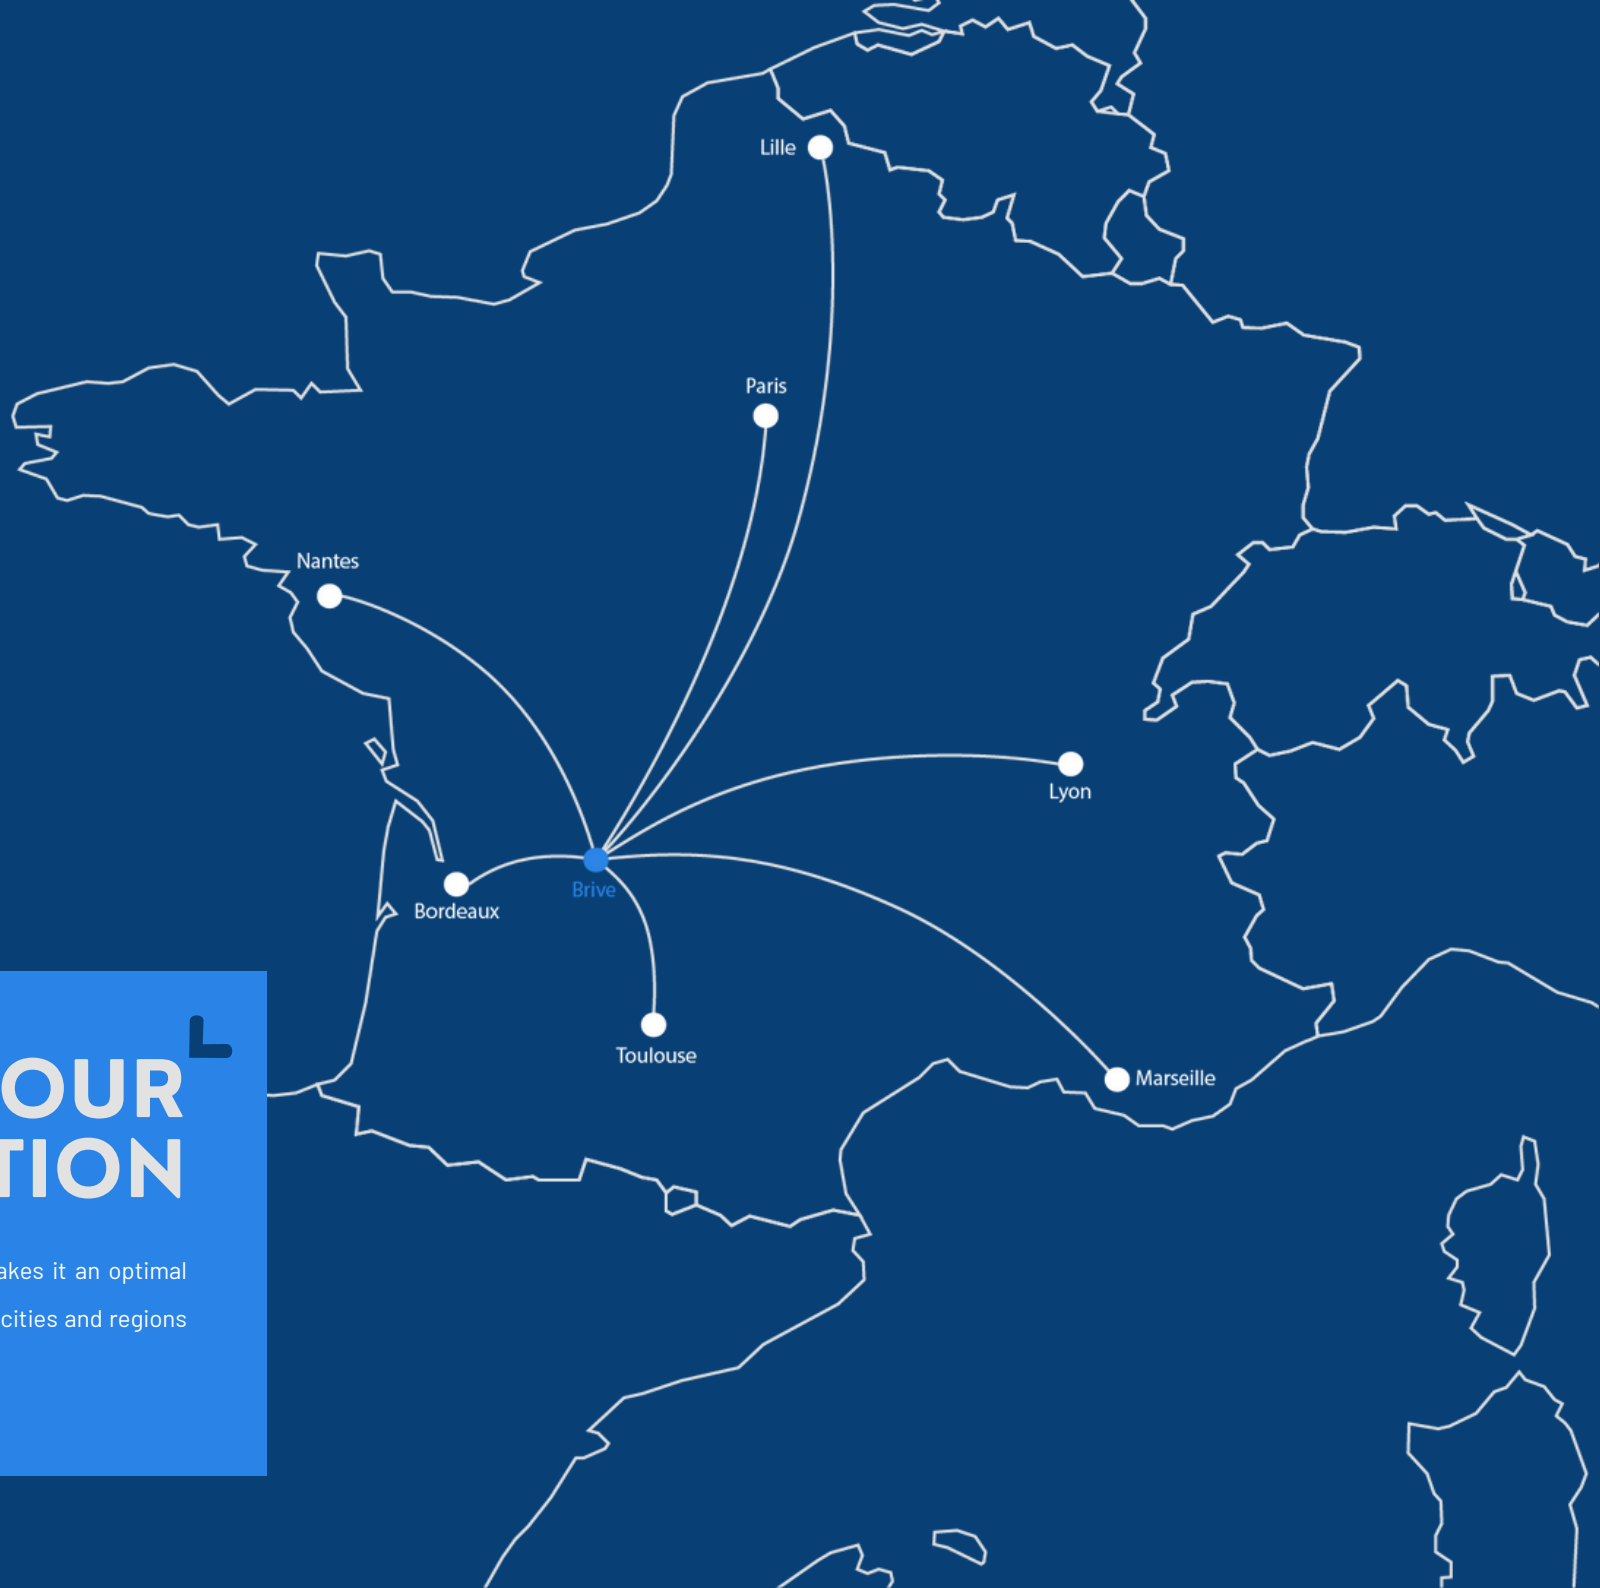 Lille
Paris
Nantes
Lyon
Brive
Bordeaux
Toulouse
Marseille
OUR
TION
akes it an optimal
cities and regions